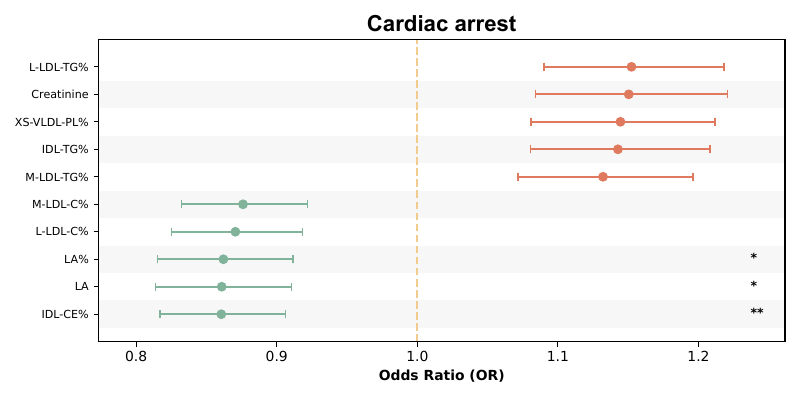 Cardiac arrest
L-LDL-TG%
Creatinine
XS-VLDL-PL%
IDL-TG%
M-LDL-TG%
M-LDL-C%
L-LDL-C%
LA% *
LA *
IDL-CE% **
0.8 0.9 1.0 1.1 1.2
Odds Ratio (OR)